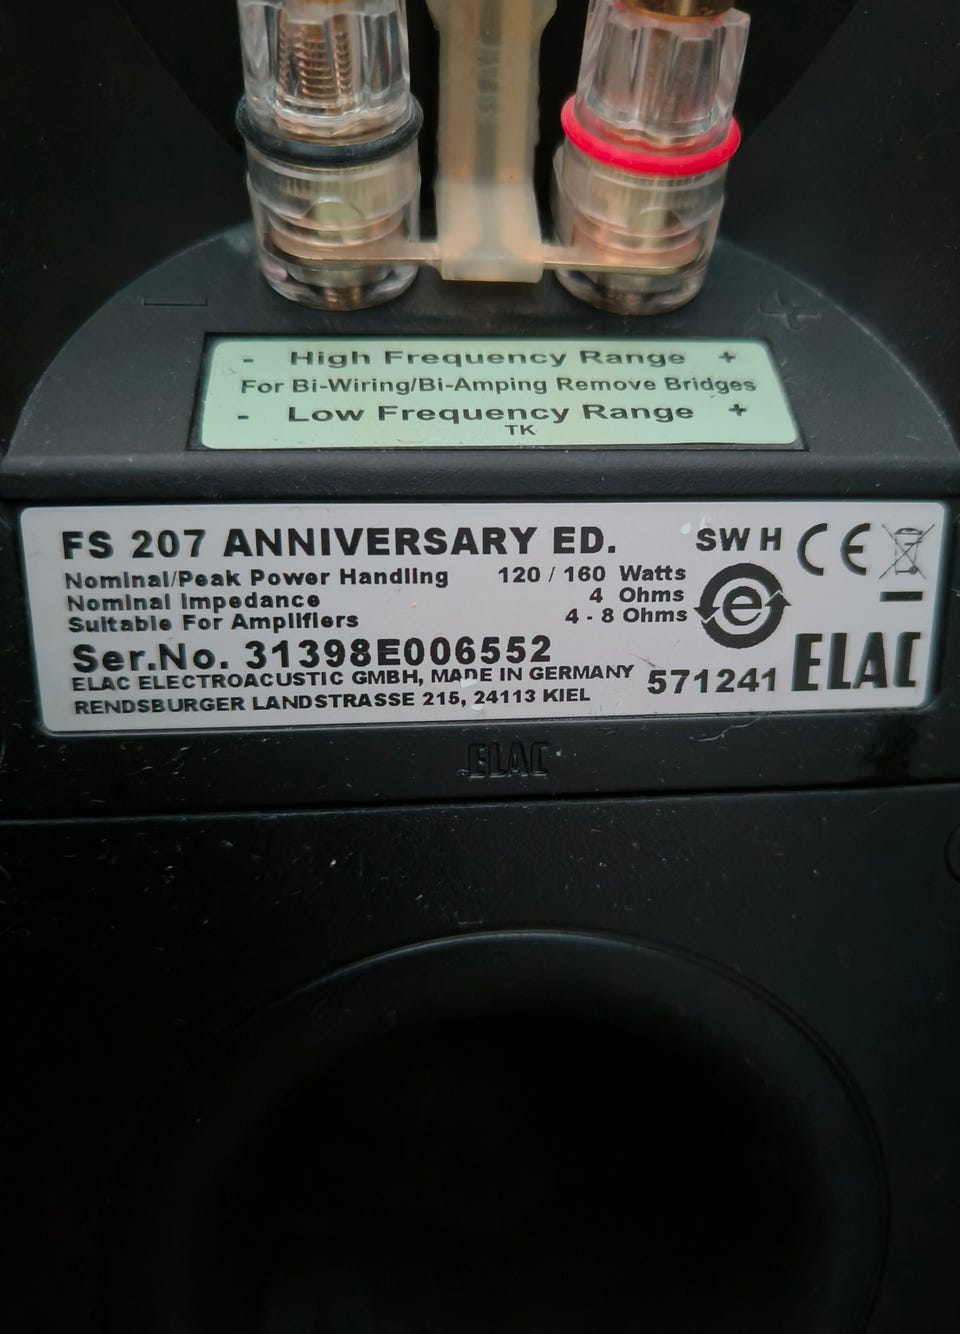 - High Frequency Range +
For Bi-Wiring/Bi-Amping Remove Bridges
- Low Frequency Range +
TK
FS 207 ANNIVERSARY ED. SW H CE
Nominal/Peak Power Handling 120 / 160 Watts
Nominal Impedance 4 Ohms
Suitable For Amplifiers 4 - 8 Ohms
e
Ser.No. 31398E006552
ELAC ELECTROACUSTIC GMBH, MADE IN GERMANY 571241 ELAC
RENDSBURGER LANDSTRASSE 215, 24113 KIEL
ELAC